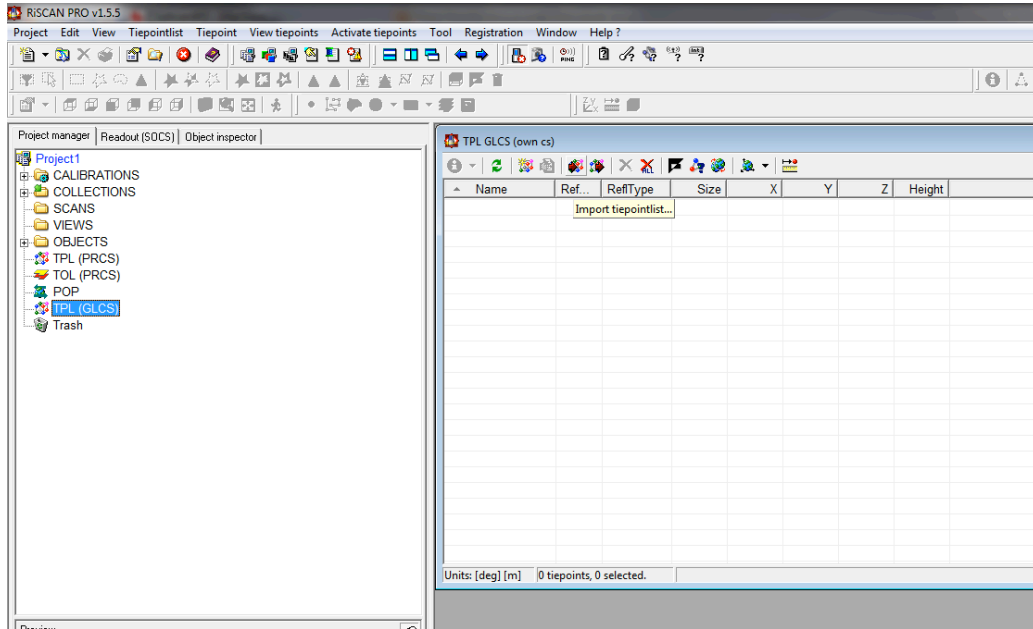 RiSCAN PRO v1.5.5
Project Edit View Tiepointlist Tiepoint View tiepoints Activate tiepoints Tool Registration Window Help ?
Project manager Readout (SOCS) Object inspector
TPL GLCS (own cs)
Project1
CALIBRATIONS
COLLECTIONS
SCANS
VIEWS
OBJECTS
TPL (PRCS)
TOL (PRCS)
POP
TPL (GLCS)
Trash
Name Ref... ReflType Size X Y Z Height
Import tiepointlist...
Units: [deg] [m] 0 tiepoints, 0 selected.
Preview